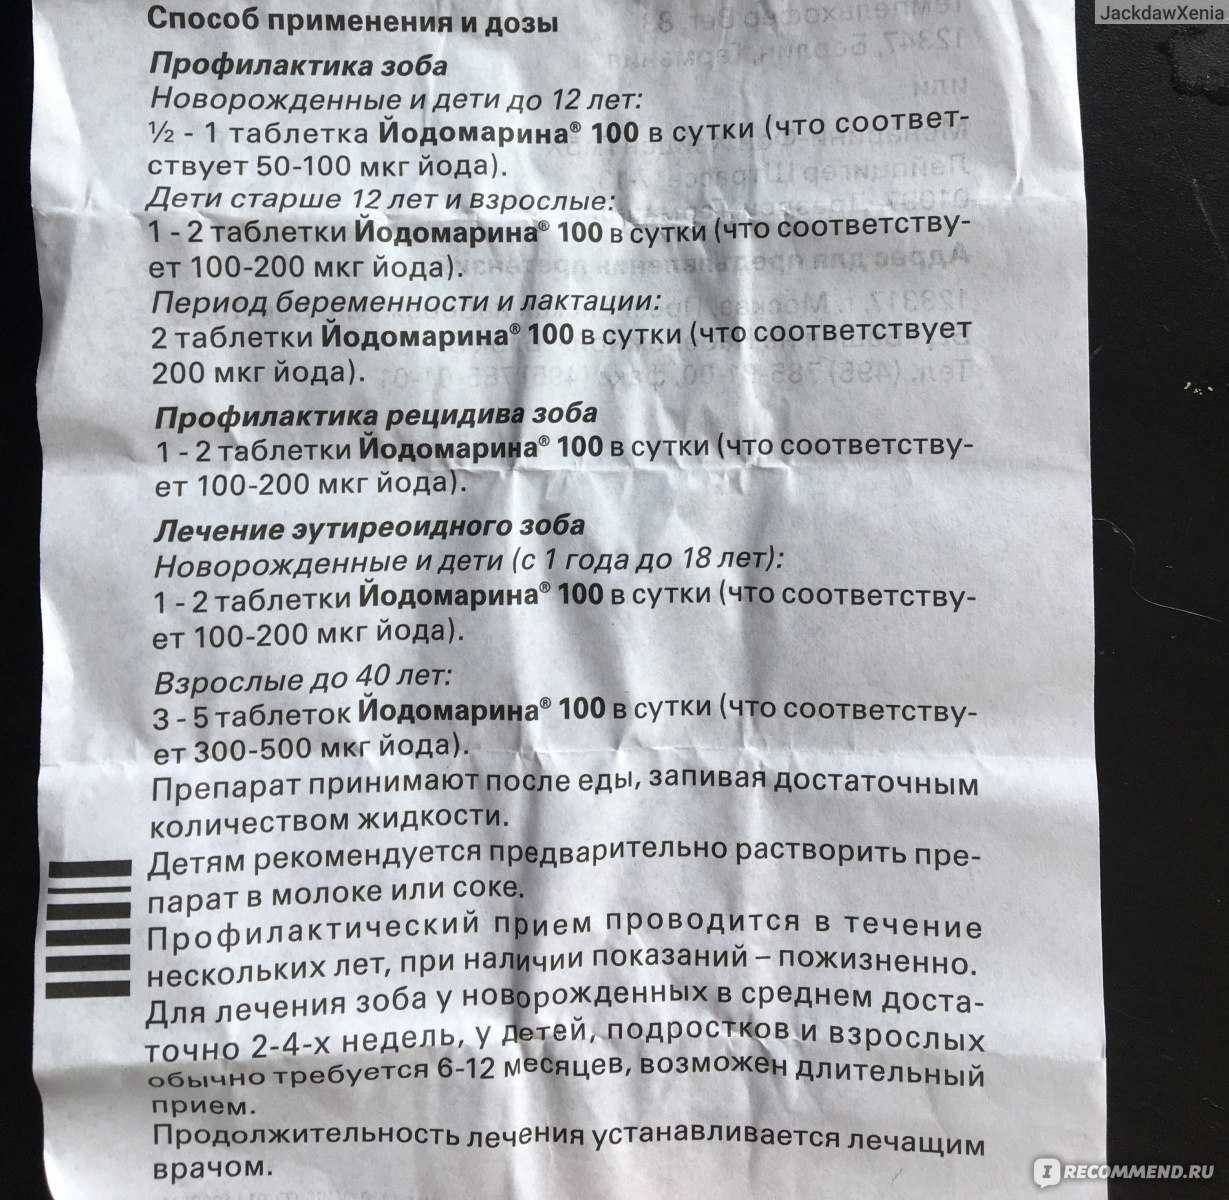 JackdawXenia
Способ применения и дозы
Профилактика зоба
Новорожденные и дети до 12 лет:
½ - 1 таблетка Йодомарина® 100 в сутки (что соответ-
ствует 50-100 мкг йода).
Дети старше 12 лет и взрослые:
1 - 2 таблетки Йодомарина® 100 в сутки (что соответству-
ет 100-200 мкг йода).
Период беременности и лактации:
2 таблетки Йодомарина® 100 в сутки (что соответствует
200 мкг йода).
Профилактика рецидива зоба
1 - 2 таблетки Йодомарина® 100 в сутки (что соответству-
ет 100-200 мкг йода).
Лечение эутиреоидного зоба
Новорожденные и дети (с 1 года до 18 лет):
1 - 2 таблетки Йодомарина® 100 в сутки (что соответству-
ет 100-200 мкг йода).
Взрослые до 40 лет:
3 - 5 таблеток Йодомарина® 100 в сутки (что соответству-
ет 300-500 мкг йода).
Препарат принимают после еды, запивая достаточным
количеством жидкости.
Детям рекомендуется предварительно растворить пре-
парат в молоке или соке.
Профилактический прием проводится в течение
нескольких лет, при наличии показаний – пожизненно.
Для лечения зоба у новорожденных в среднем доста-
точно 2-4-х недель, у детей, подростков и взрослых
обычно требуется 6-12 месяцев, возможен длительный
прием.
Продолжительность лечения устанавливается лечащим
врачом.
IRECOMMEND.RU